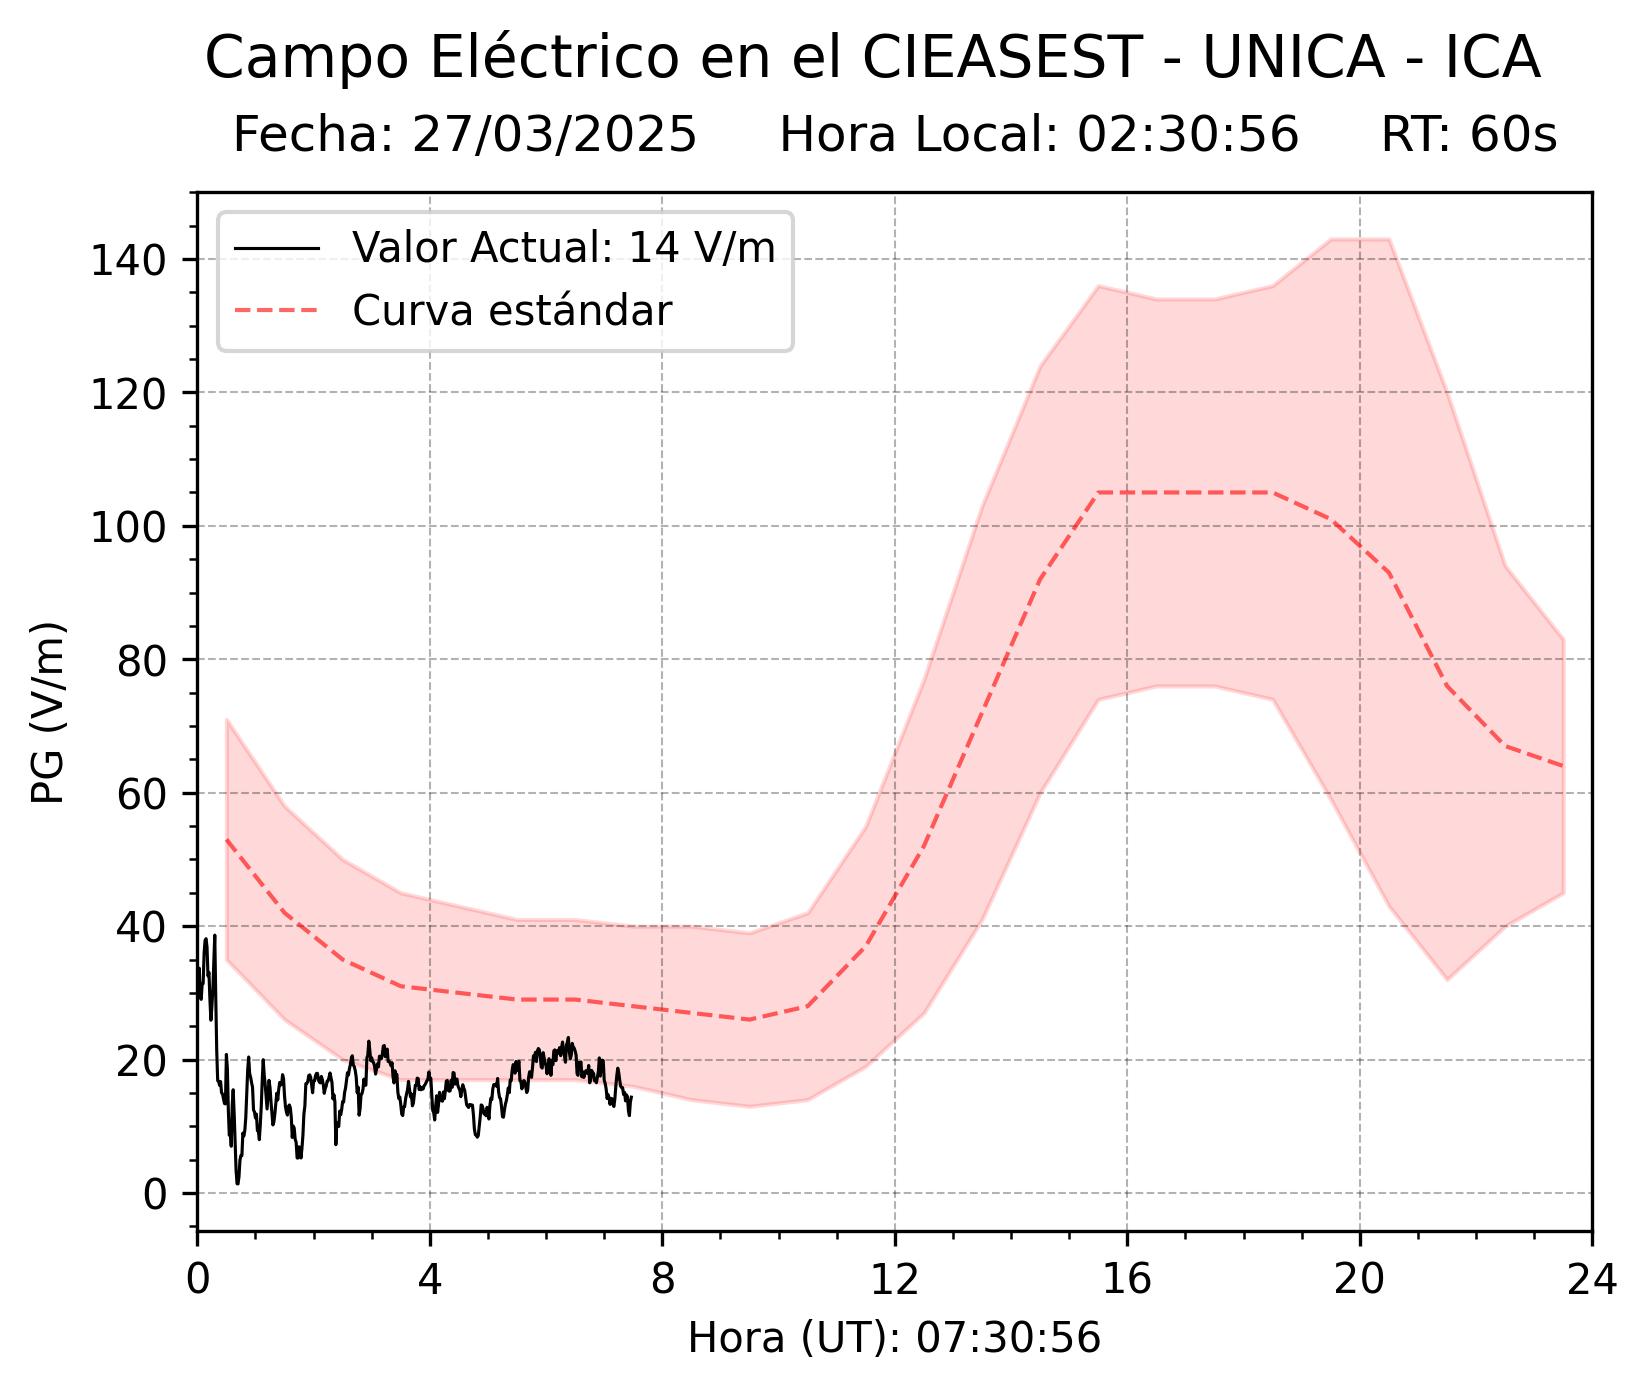 Campo Eléctrico en el CIEASEST - UNICA - ICA
Fecha: 27/03/2025 Hora Local: 02:30:56 RT: 60s
Valor Actual: 14 V/m
Curva estándar
PG (V/m)
140
120
100
80
60
40
20
0
0 4 8 12 16 20 24
Hora (UT): 07:30:56